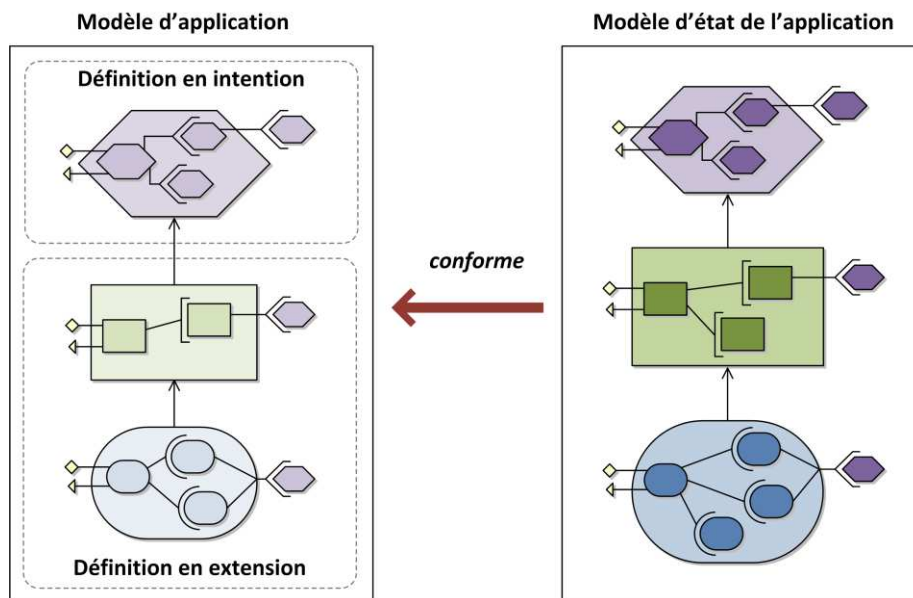 Modèle d'application
Modèle d'état de l'application
Définition en intention
conforme
Définition en extension